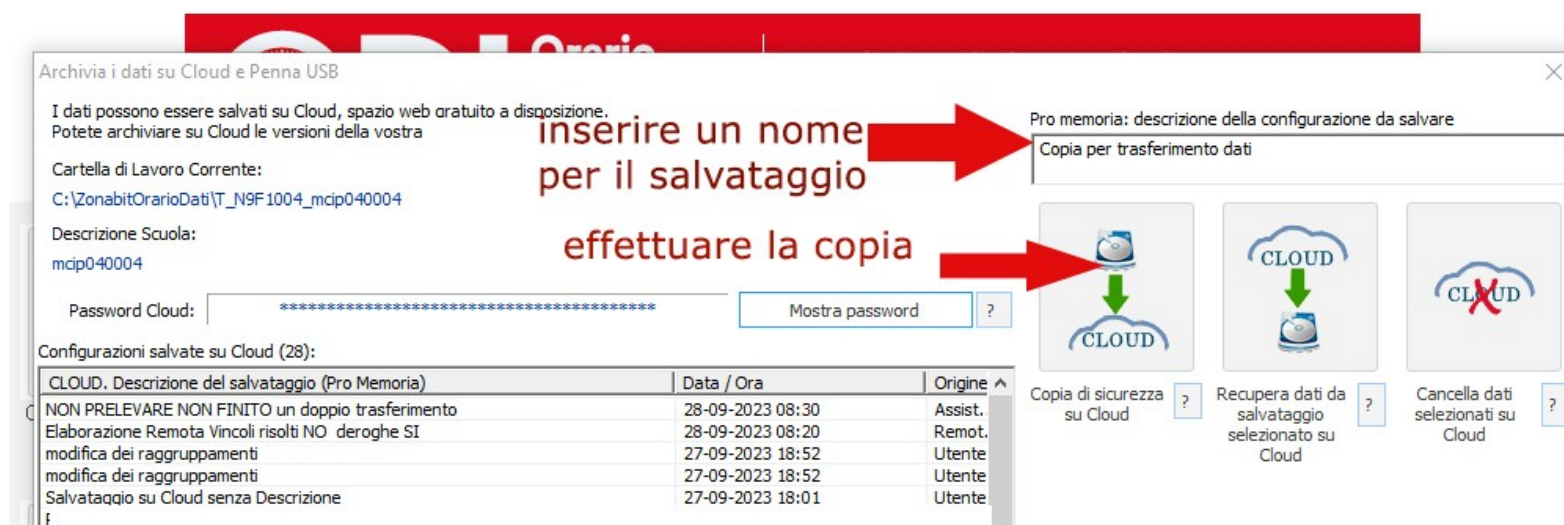 Orario
Archivia i dati su Cloud e Penna USB
I dati possono essere salvati su Cloud, spazio web gratuito a disposizione.
Potete archiviare su Cloud le versioni della vostra
Cartella di Lavoro Corrente:
C:\ZonabitOrarioDati\T_N9F1004_mcip040004
Descrizione Scuola:
mcip040004
Password Cloud: **************************************** Mostra password ?
inserire un nome
per il salvataggio
effettuare la copia
Pro memoria: descrizione della configurazione da salvare
Copia per trasferimento dati
CLOUD
CLOUD
CLOUD
Copia di sicurezza
su Cloud
?
Recupera dati da
salvataggio
selezionato su
Cloud
?
Cancella dati
selezionati su
Cloud
?
Configurazioni salvate su Cloud (28):
CLOUD. Descrizione del salvataggio (Pro Memoria) Data / Ora Origine
NON PRELEVARE NON FINITO un doppio trasferimento 28-09-2023 08:30 Assist.
Elaborazione Remota Vincoli risolti NO deroghe SI 28-09-2023 08:20 Remot.
modifica dei raggruppamenti 27-09-2023 18:52 Utente
modifica dei raggruppamenti 27-09-2023 18:52 Utente
Salvataggio su Cloud senza Descrizione 27-09-2023 18:01 Utente